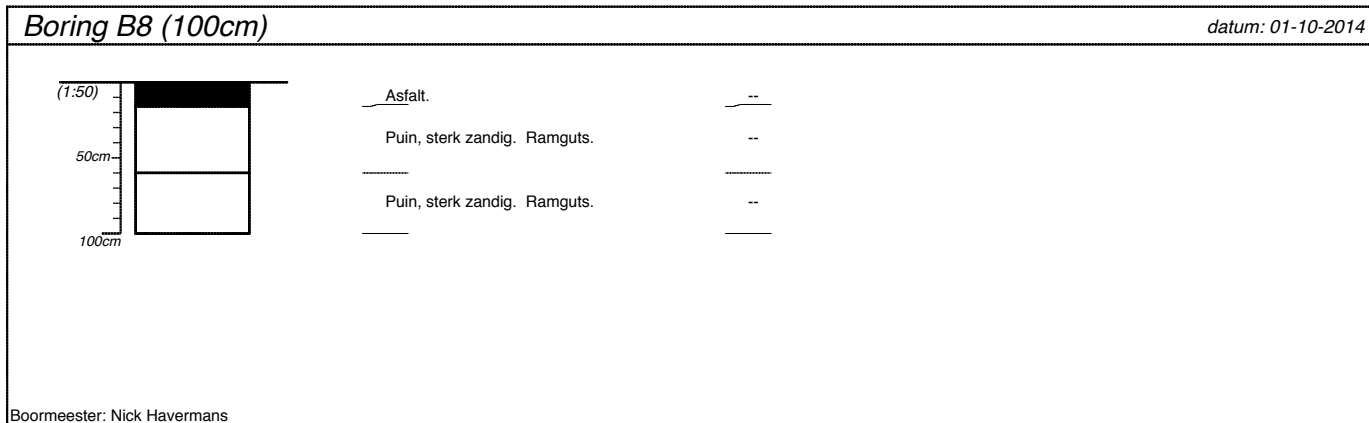 Boring B8 (100cm)
datum: 01-10-2014
(1:50)
Asfalt.
--
Puin, sterk zandig. Ramguts.
--
50cm
Puin, sterk zandig. Ramguts.
--
100cm
Boormeester: Nick Havermans